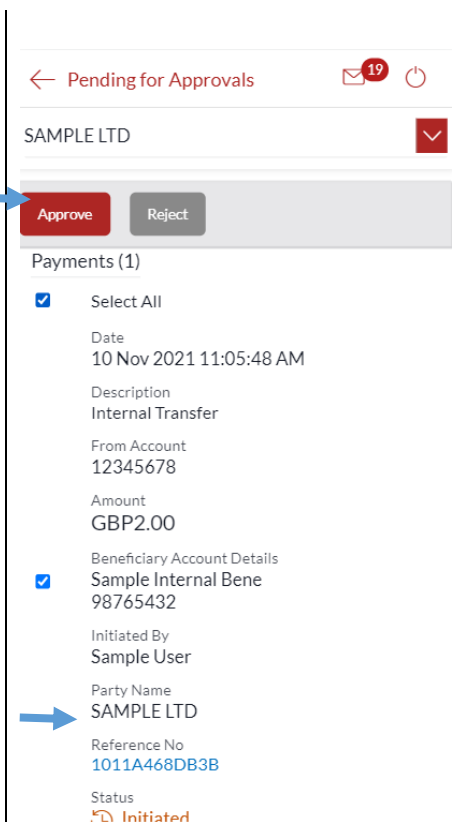 Pending for Approvals 19
SAMPLE LTD
Approve Reject
Payments (1)
Select All
Date
10 Nov 2021 11:05:48 AM
Description
Internal Transfer
From Account
12345678
Amount
GBP2.00
Beneficiary Account Details
Sample Internal Bene
98765432
Initiated By
Sample User
Party Name
SAMPLE LTD
Reference No
1011A468DB3B
Status
Initiated